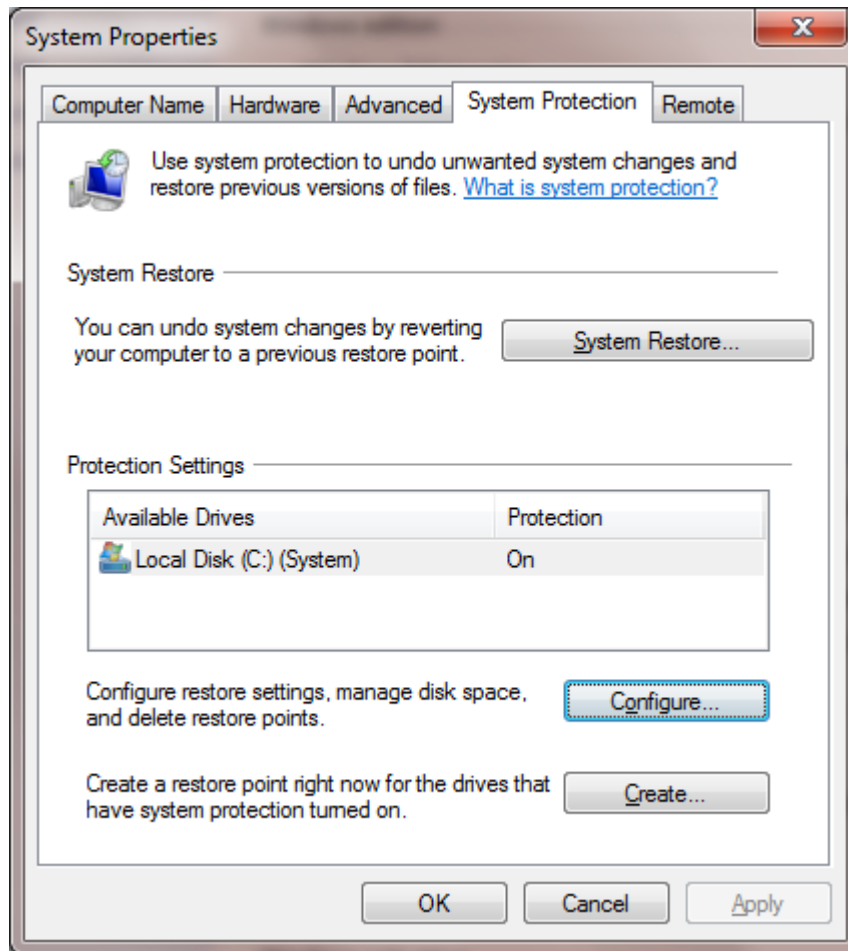 System Properties
Computer Name Hardware Advanced System Protection Remote
Use system protection to undo unwanted system changes and
restore previous versions of files. What is system protection?
System Restore
You can undo system changes by reverting
your computer to a previous restore point.
System Restore...
Protection Settings
Available Drives Protection
Local Disk (C:) (System) On
Configure restore settings, manage disk space,
and delete restore points.
Configure...
Create a restore point right now for the drives that
have system protection turned on.
Create...
OK Cancel Apply